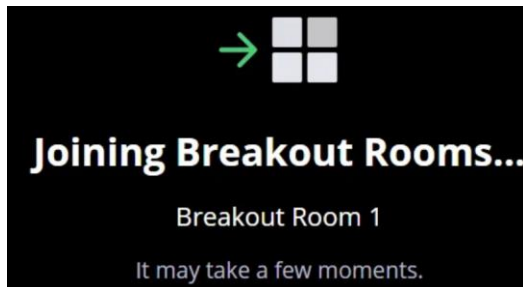 Joining Breakout Rooms...
Breakout Room 1
It may take a few moments.